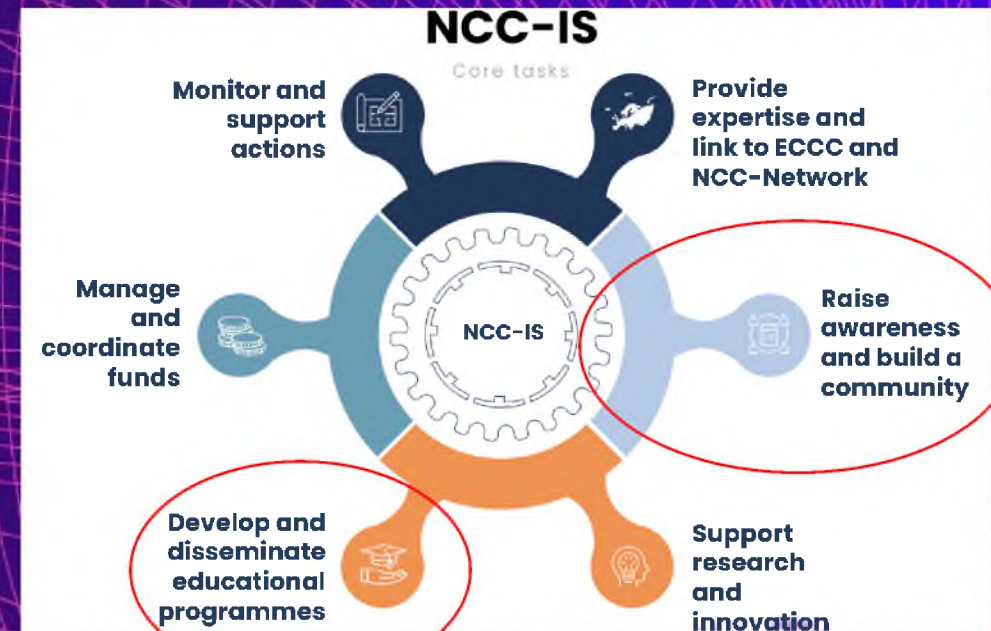 NCC-IS
Core tasks
Monitor and
support
actions
Provide
expertise and
link to ECCC and
NCC-Network
Manage
and
coordinate
funds
NCC-IS
Raise
awareness
and build a
community
Develop and
disseminate
educational
programmes
Support
research
and
innovation